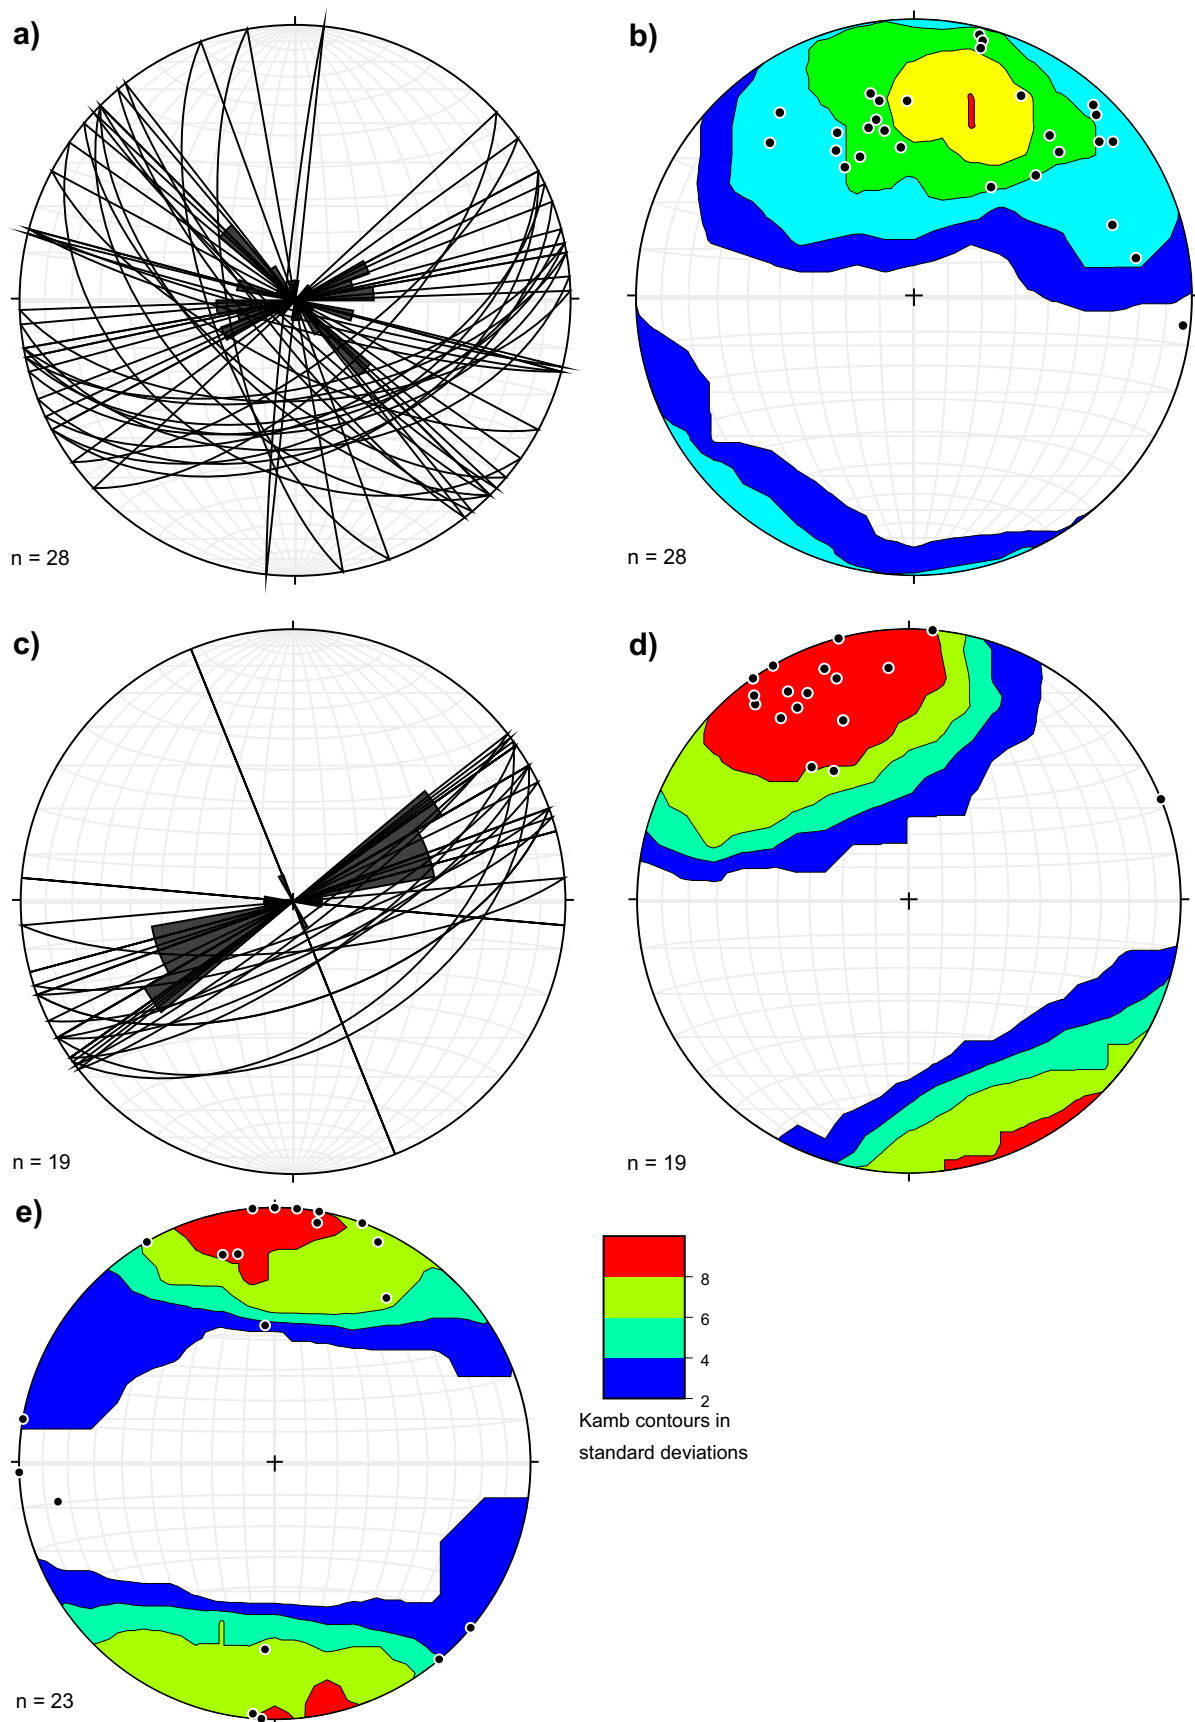 a)
b)
n = 28
n = 28
c)
d)
n = 19
n = 19
e)
8
6
4
2
Kamb contours in
standard deviations
n = 23